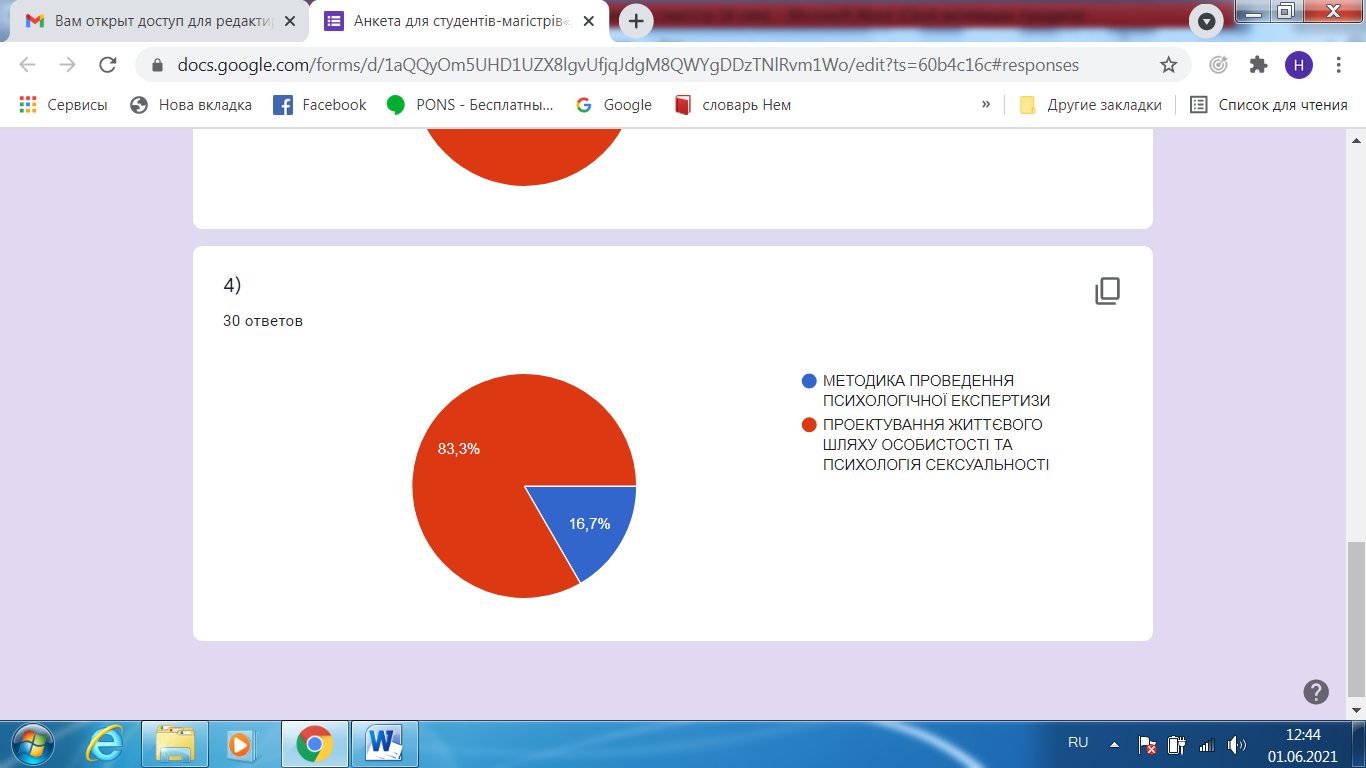 Вам открыт доступ для редакти
Анкета для студентів-магістрів«
docs.google.com/forms/d/1aQQyOm5UHD1UZX8lgvUfjqJdgM8QWYgDDzTNlRvm1Wo/edit?ts=60b4c16c#responses
Н
Сервисы
Нова вкладка
Facebook
PONS - Бесплатны...
Google
словарь Нем
»
Другие закладки
Список для чтения
4)
30 ответов
83,3%
16,7%
МЕТОДИКА ПРОВЕДЕННЯ
ПСИХОЛОГІЧНОЇ ЕКСПЕРТИЗИ
ПРОЕКТУВАННЯ ЖИТТЄВОГО
ШЛЯХУ ОСОБИСТОСТІ ТА
ПСИХОЛОГІЯ СЕКСУАЛЬНОСТІ
RU
12:44
01.06.2021